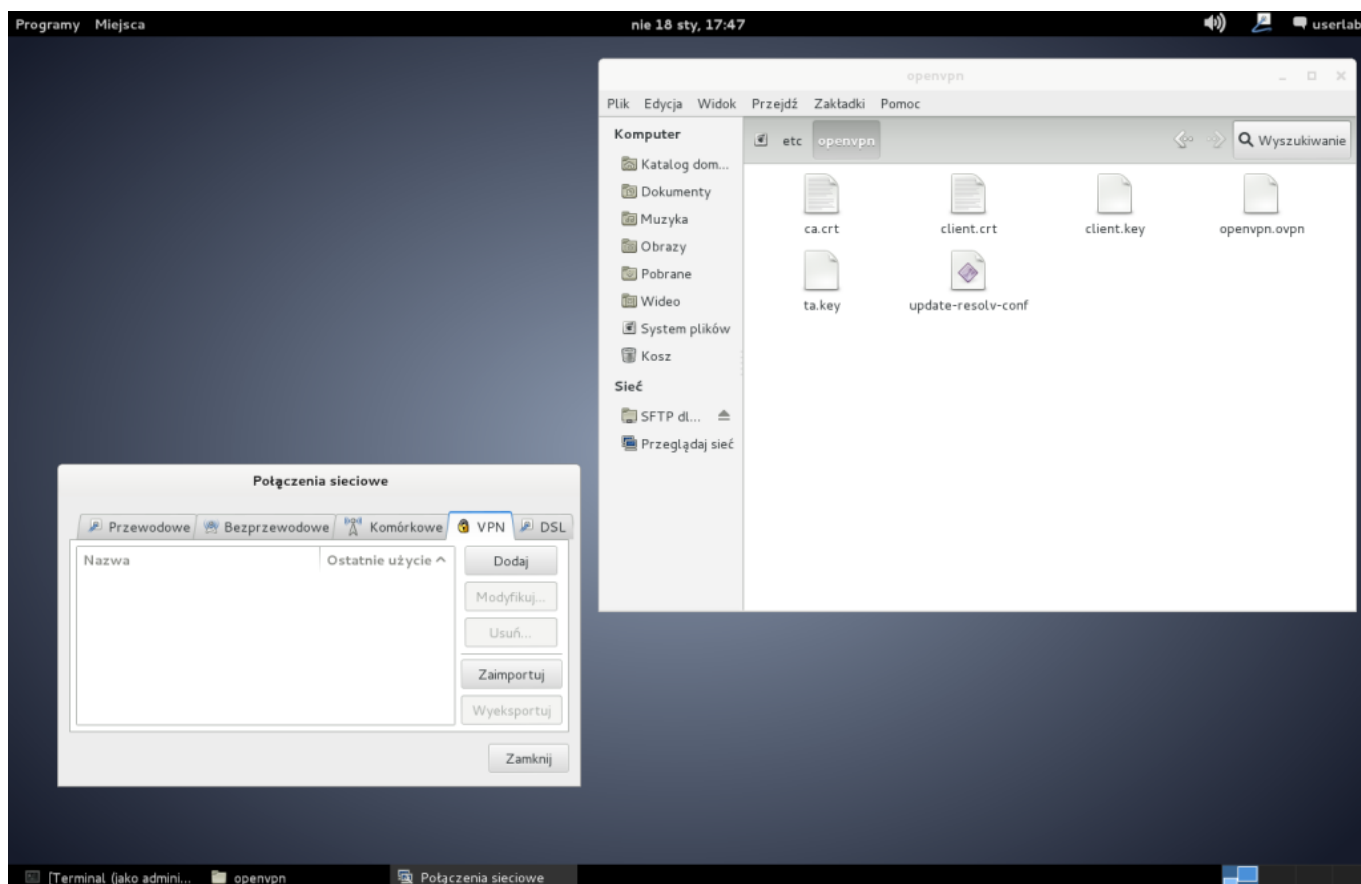 Programy Miejsca nie 18 sty, 17:47 userlab
openvpn
Plik Edycja Widok Przejdź Zakładki Pomoc
Komputer
Katalog dom...
Dokumenty
Muzyka
Obrazy
Pobrane
Wideo
System plików
Kosz
Sieć
SFTP dl...
Przeglądaj sieć
etc openvpn Wyszukiwanie
ca.crt client.crt client.key openvpn.ovpn
ta.key update-resolv-conf
Połączenia sieciowe
Przewodowe Bezprzewodowe Komórkowe VPN DSL
Nazwa Ostatnie użycie
Dodaj
Modyfikuj...
Usuń...
Zaimportuj
Wyeksportuj
Zamknij
[Terminal (jako admini... openvpn Połączenia sieciowe